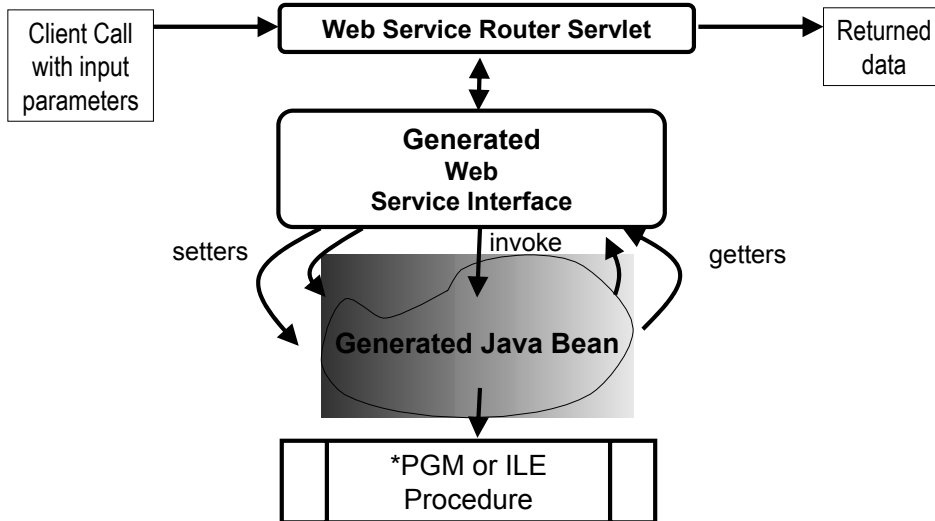 Client Call
with input
parameters
Web Service Router Servlet
Returned
data
Generated
Web
Service Interface
setters
invoke
getters
Generated Java Bean
*PGM or ILE
Procedure